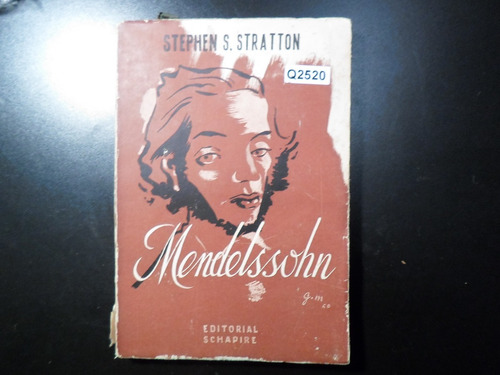 STEPHEN S. STRATTON
Q2520
Mendelssohn
g.m
EDITORIAL
SCHAPIRE